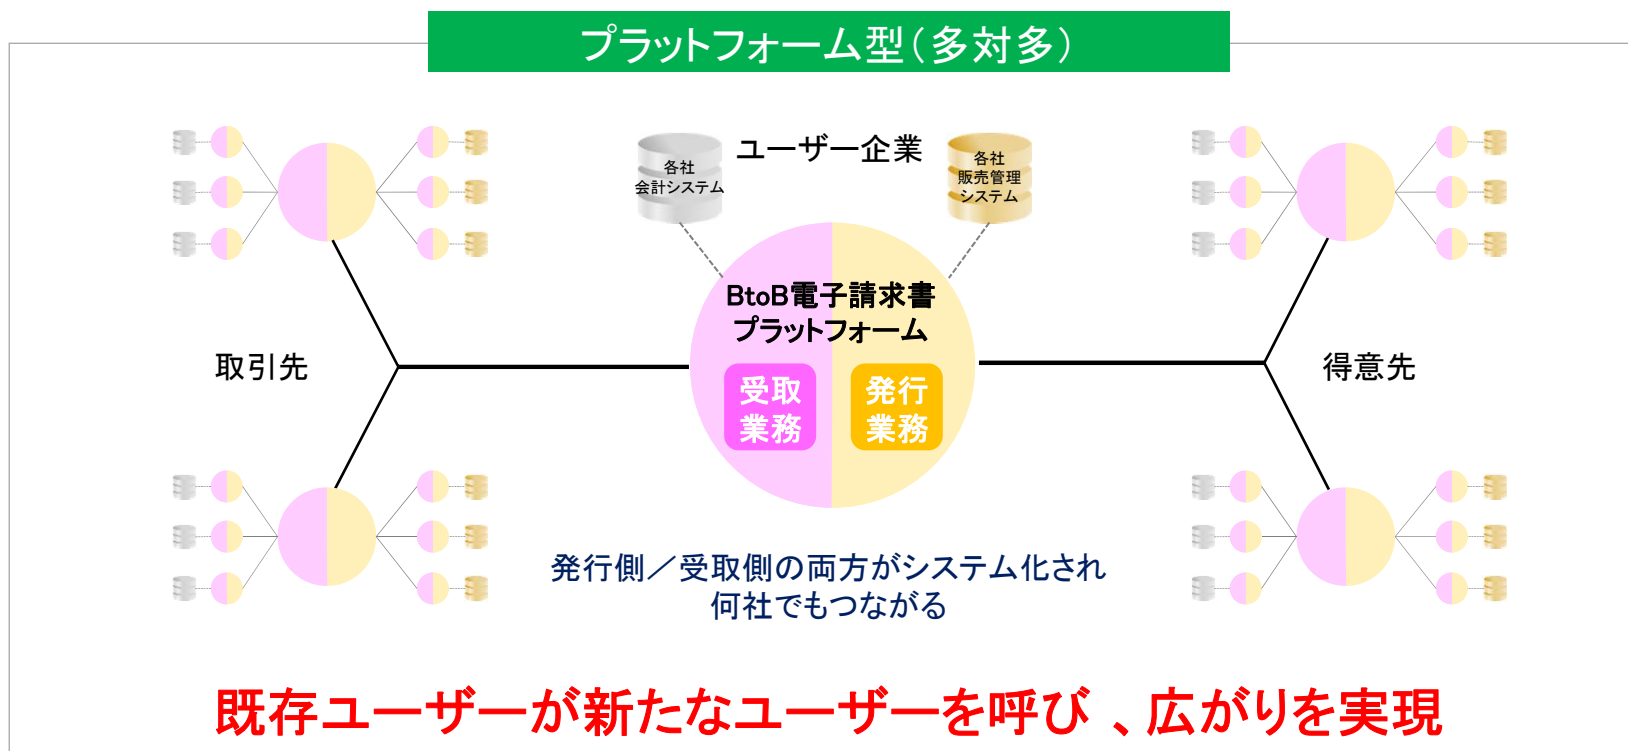 プラットフォーム型（多対多）
ユーザー企業
各社
会計システム
各社
販売管理
システム
BtoB電子請求書
プラットフォーム
取引先
得意先
受取
業務
発行
業務
発行側／受取側の両方がシステム化され
何社でもつながる
既存ユーザーが新たなユーザーを呼び 、広がりを実現